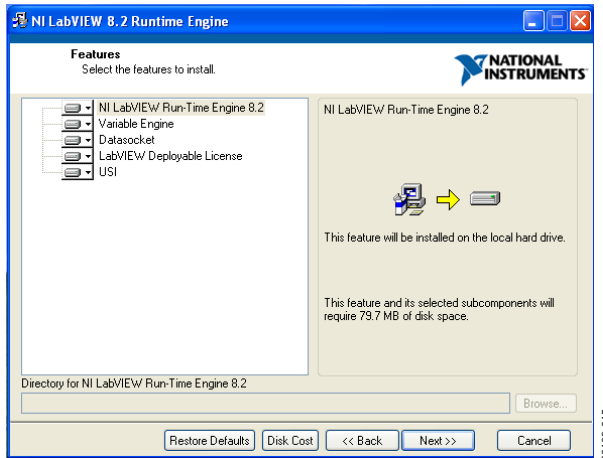 NI LabVIEW 8.2 Runtime Engine
Features
Select the features to install.
NATIONAL
INSTRUMENTS
NI LabVIEW Run-Time Engine 8.2
Variable Engine
Datasocket
LabVIEW Deployable License
USI
NI LabVIEW Run-Time Engine 8.2
This feature will be installed on the local hard drive.
This feature and its selected subcomponents will
require 79.7 MB of disk space.
Directory for NI LabVIEW Run-Time Engine 8.2
Browse...
Restore Defaults
Disk Cost
<< Back
Next >>
Cancel